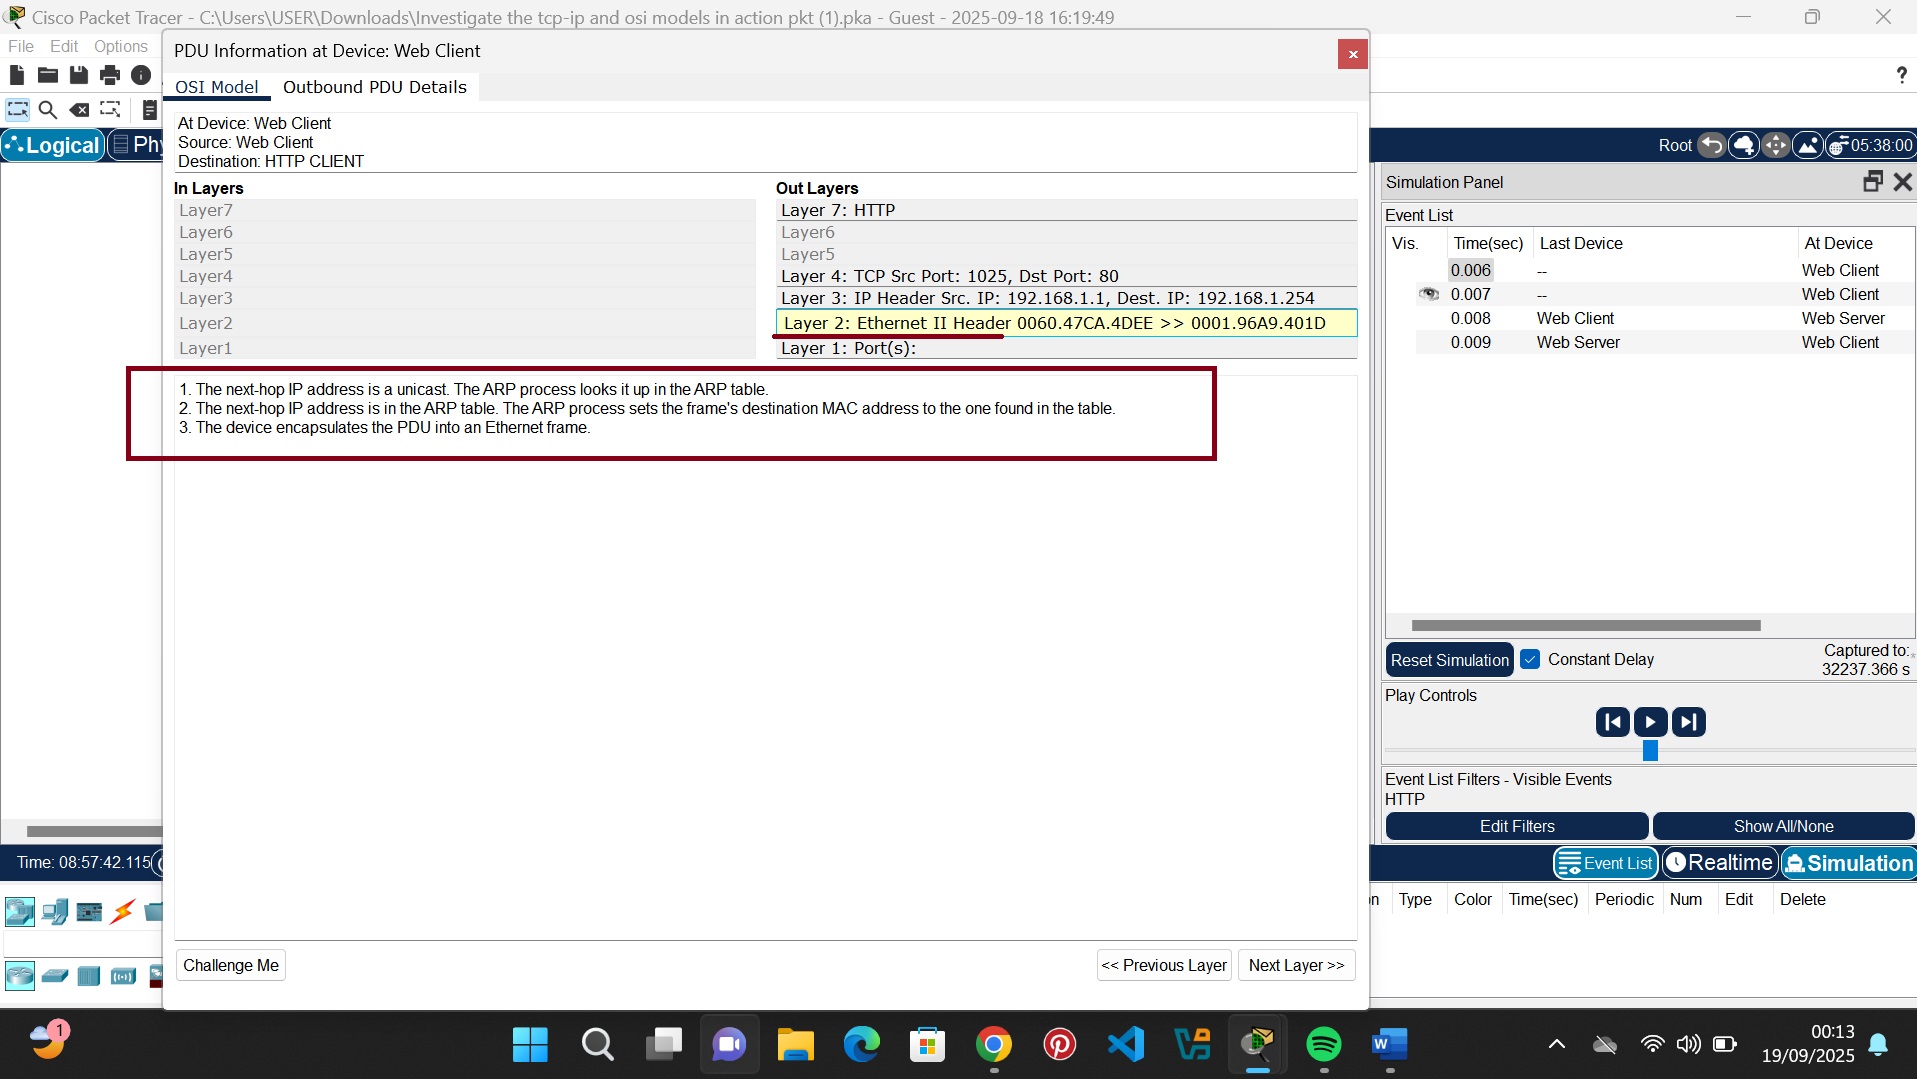 Cisco Packet Tracer - C:\Users\USER\Downloads\Investigate the tcp-ip and osi models in action pkt (1).pka - Guest - 2025-09-18 16:19:49
File Edit Options
PDU Information at Device: Web Client
OSI Model Outbound PDU Details
At Device: Web Client
Source: Web Client
Destination: HTTP CLIENT
In Layers
Layer7
Layer6
Layer5
Layer4
Layer3
Layer2
Layer1
Out Layers
Layer 7: HTTP
Layer6
Layer5
Layer 4: TCP Src Port: 1025, Dst Port: 80
Layer 3: IP Header Src. IP: 192.168.1.1, Dest. IP: 192.168.1.254
Layer 2: Ethernet II Header 0060.47CA.4DEE >> 0001.96A9.401D
Layer 1: Port(s):
1. The next-hop IP address is a unicast. The ARP process looks it up in the ARP table.
2. The next-hop IP address is in the ARP table. The ARP process sets the frame's destination MAC address to the one found in the table.
3. The device encapsulates the PDU into an Ethernet frame.
Challenge Me << Previous Layer Next Layer >>
Logical Phy
Root 05:38:00
Simulation Panel
Event List
Vis. Time(sec) Last Device At Device
0.006 -- Web Client
0.007 -- Web Client
0.008 Web Client Web Server
0.009 Web Server Web Client
Reset Simulation Constant Delay
Captured to:
32237.366 s
Play Controls
Event List Filters - Visible Events
HTTP
Edit Filters Show All/None
Time: 08:57:42.115
Event List Realtime Simulation
n Type Color Time(sec) Periodic Num Edit Delete
1
00:13
19/09/2025